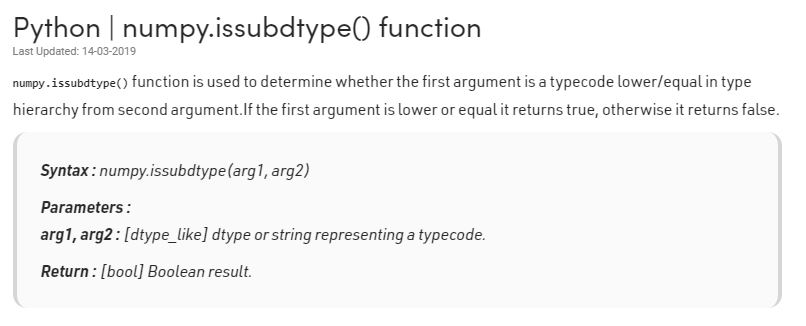 Python | numpy.issubdtype() function
Last Updated: 14-03-2019
numpy.issubdtype() function is used to determine whether the first argument is a typecode lower/equal in type
hierarchy from second argument.If the first argument is lower or equal it returns true, otherwise it returns false.
Syntax : numpy.issubdtype(arg1, arg2)
Parameters :
arg1, arg2 : [dtype_like] dtype or string representing a typecode.
Return : [bool] Boolean result.